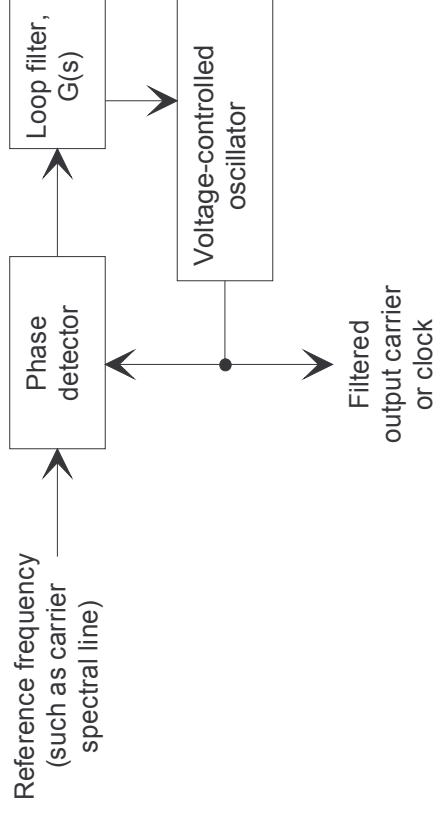 Reference frequency
(such as carrier
spectral line)
Phase
detector
Loop filter,
G(s)
Voltage-controlled
oscillator
Filtered
output carrier
or clock